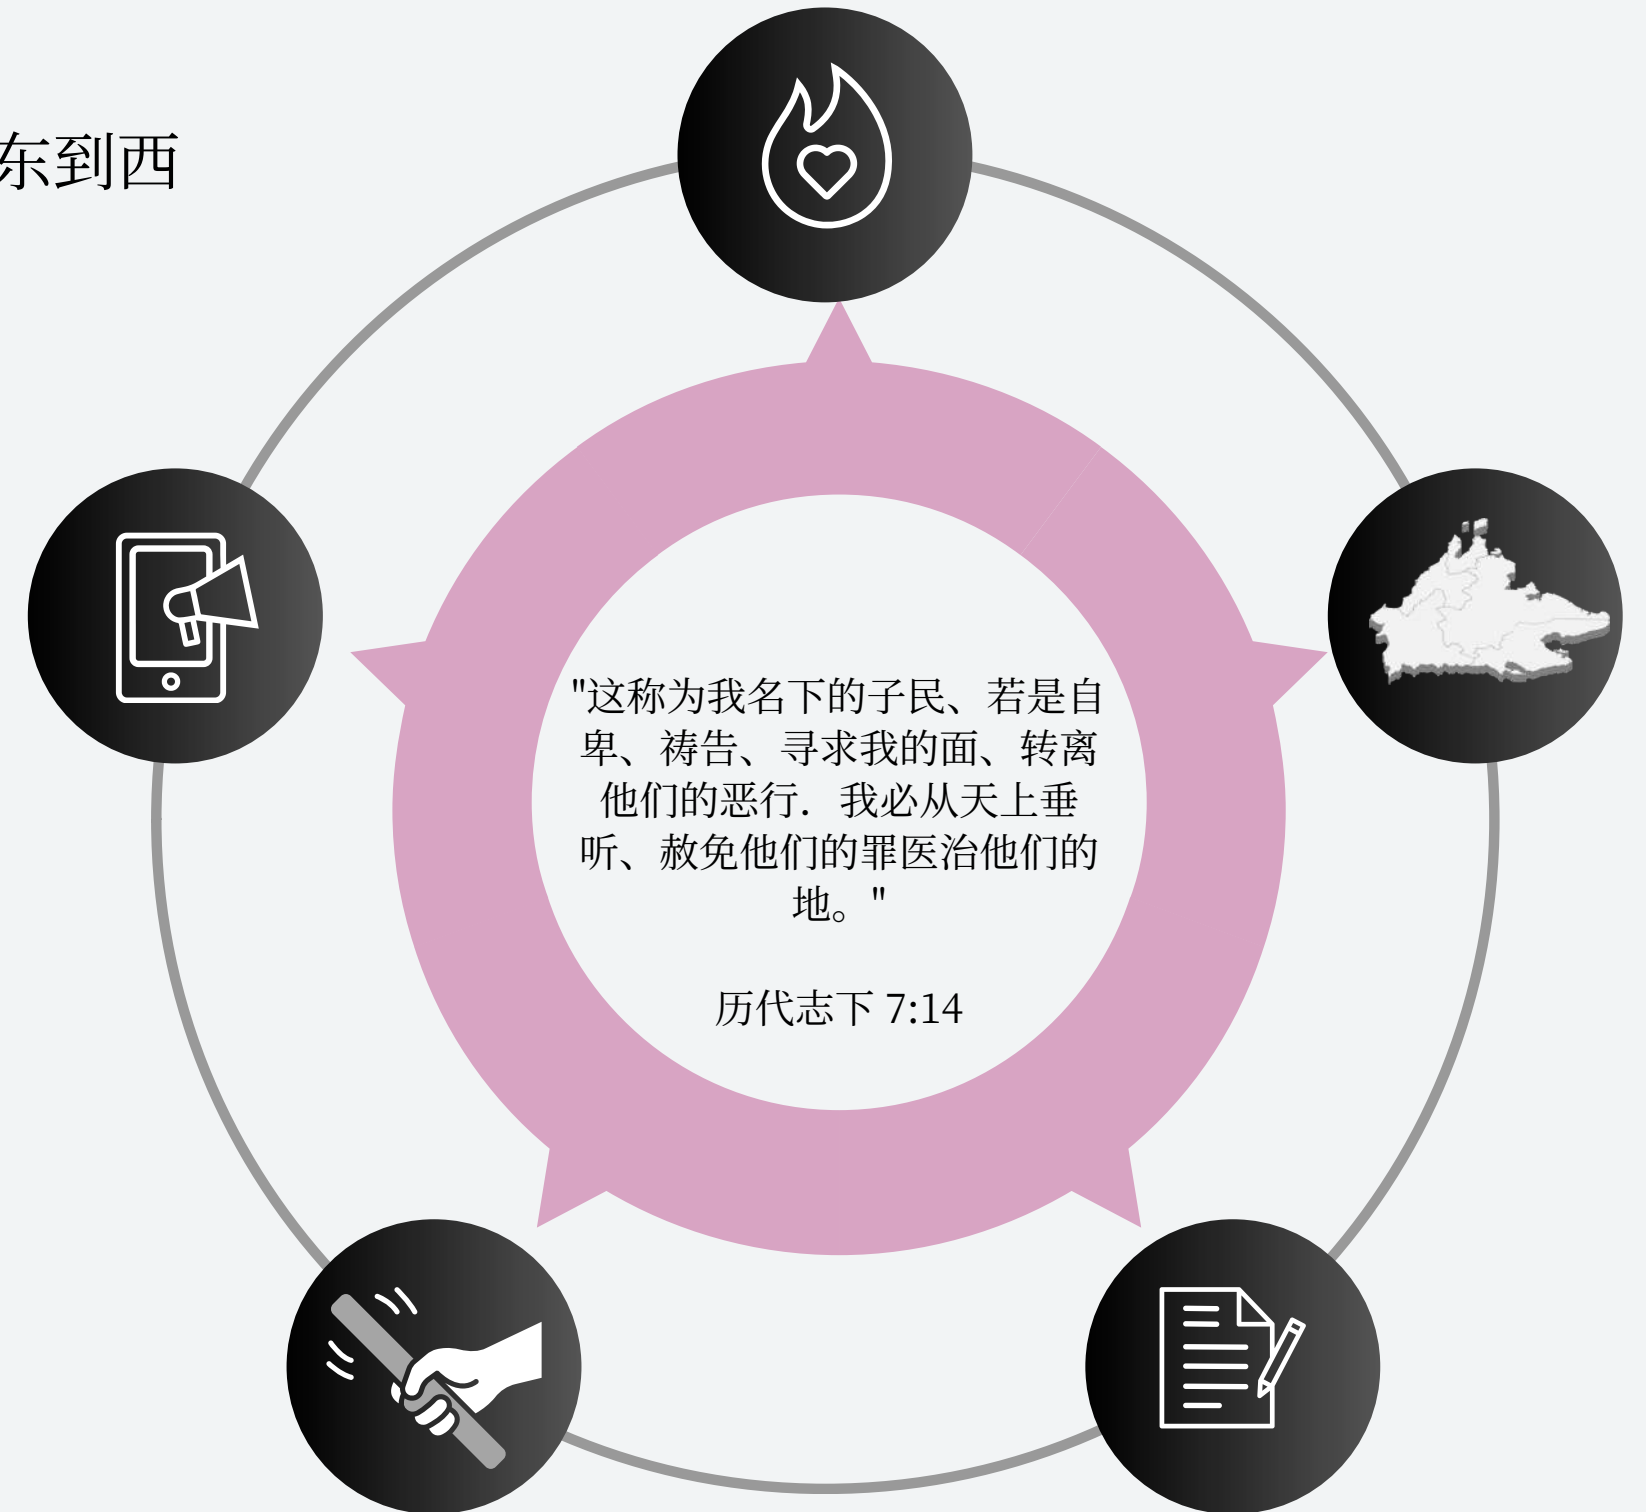 东到西
"这称为我名下的子民、若是自
卑、祷告、寻求我的面、转离
他们的恶行．我必从天上垂
听、赦免他们的罪医治他们的
地。"
历代志下 7:14